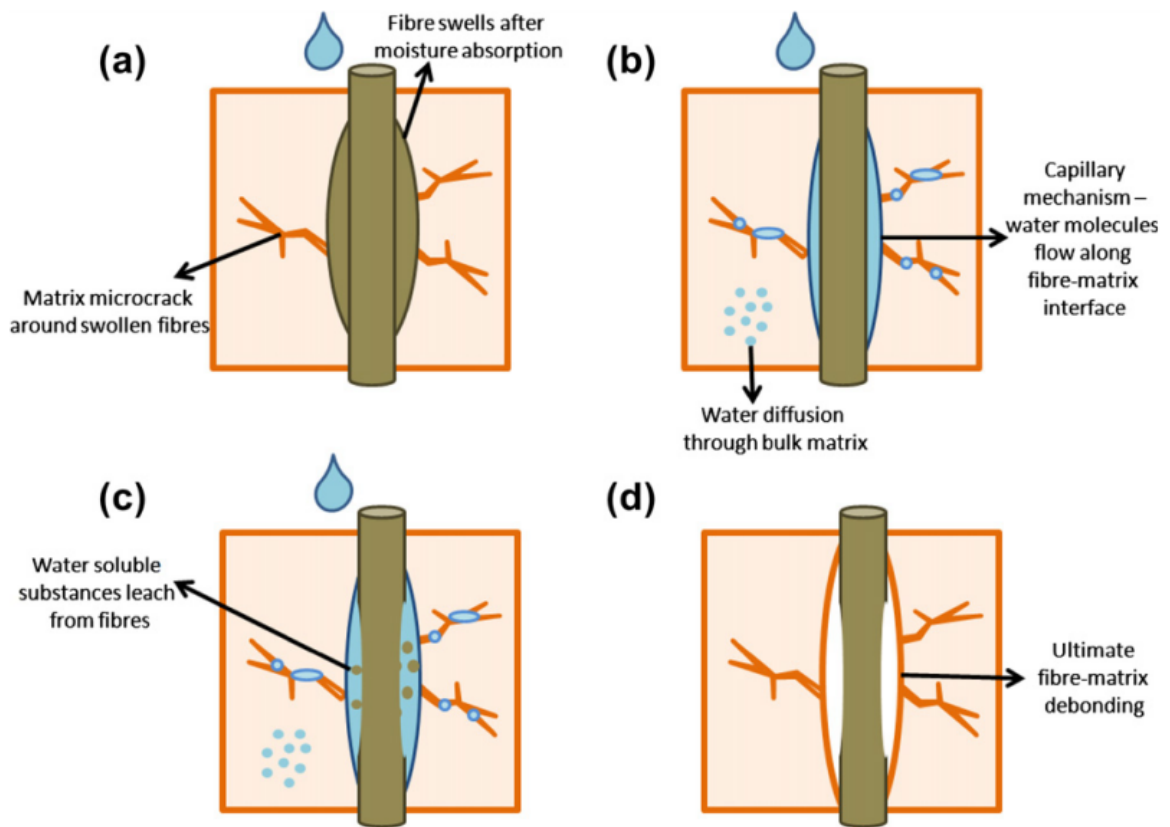 (a)
Fibre swells after
moisture absorption
Matrix microcrack
around swollen fibres
(b)
Capillary
mechanism –
water molecules
flow along
fibre-matrix
interface
Water diffusion
through bulk matrix
(c)
Water soluble
substances leach
from fibres
(d)
Ultimate
fibre-matrix
debonding